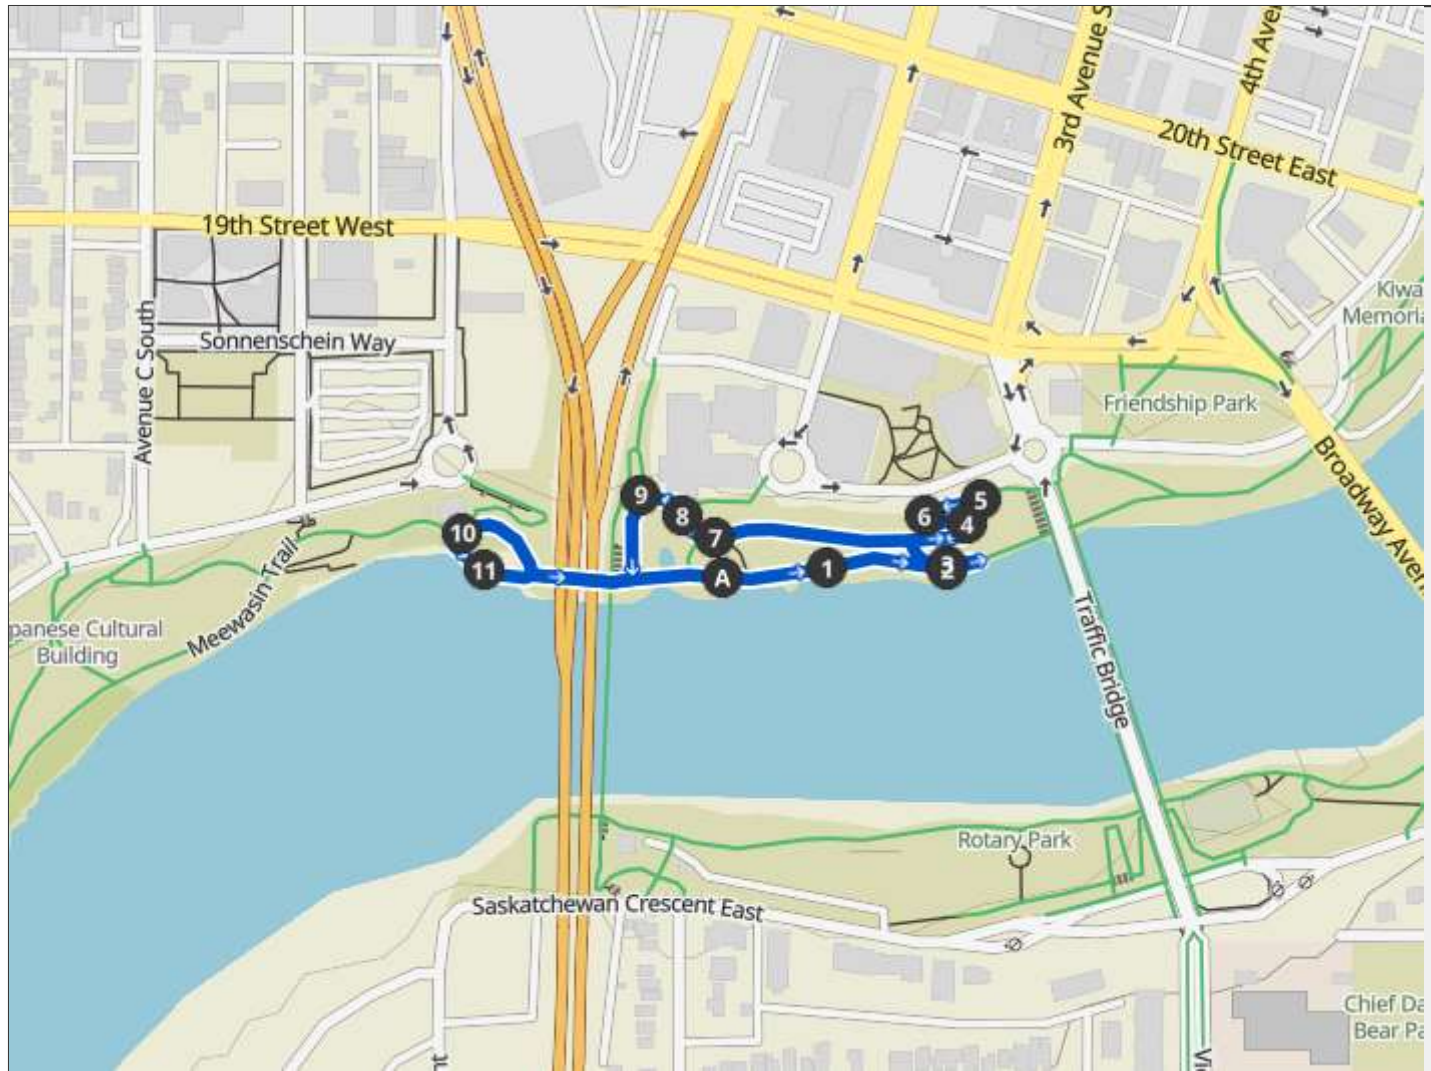 3rd Avenue S
4th Aven
20th Street East
19th Street West
Kiwa
Memoria
Avenue C South
Sonnenschein Way
Friendship Park
Broadway Aven
9
8
7
6
5
4
10
11
A
1
3
2
Meewasin Trail
panese Cultural
Building
Traffic Bridge
Rotary Park
Saskatchewan Crescent East
Chief Da
Bear Pa
Vic